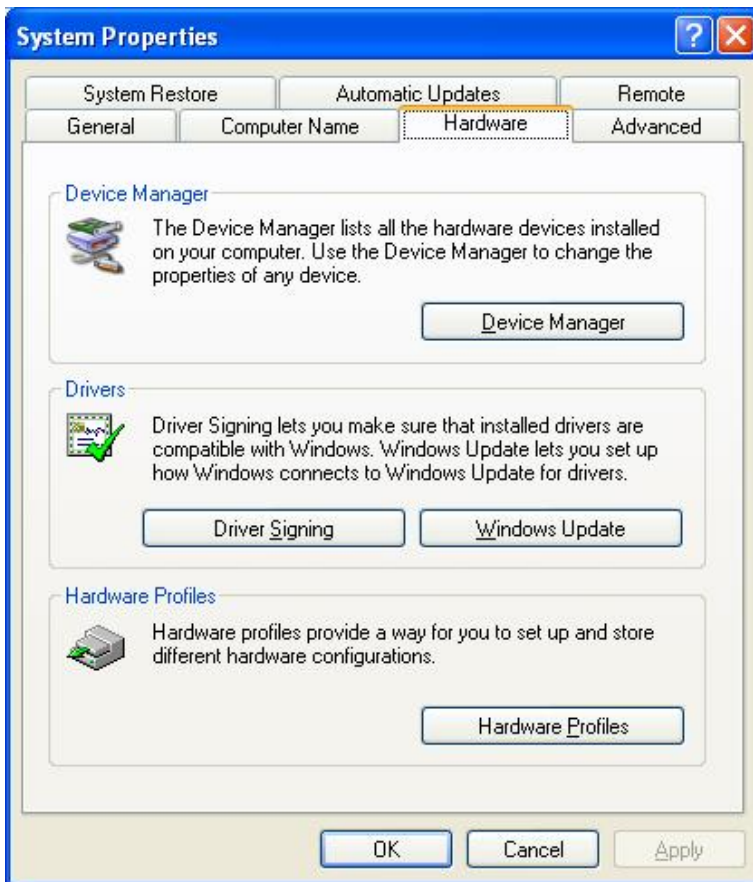 System Properties
System Restore
Automatic Updates
Remote
General
Computer Name
Hardware
Advanced
Device Manager
The Device Manager lists all the hardware devices installed
on your computer. Use the Device Manager to change the
properties of any device.
Device Manager
Drivers
Driver Signing lets you make sure that installed drivers are
compatible with Windows. Windows Update lets you set up
how Windows connects to Windows Update for drivers.
Driver Signing
Windows Update
Hardware Profiles
Hardware profiles provide a way for you to set up and store
different hardware configurations.
Hardware Profiles
OK
Cancel
Apply